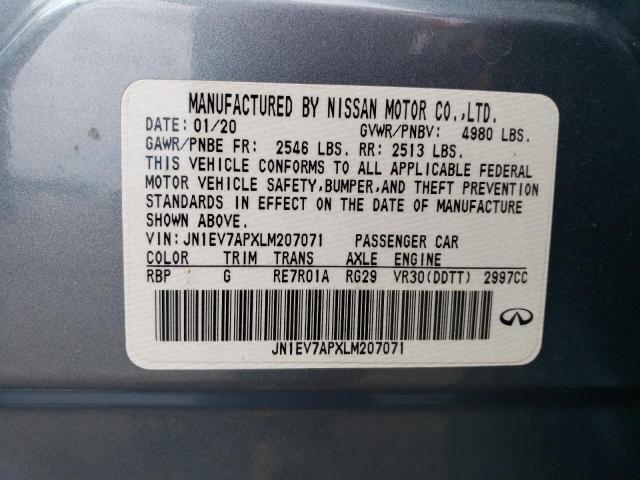 MANUFACTURED BY NISSAN MOTOR CO.,LTD.
DATE: 01/20 GVWR/PNBV: 4980 LBS.
GAWR/PNBE FR: 2546 LBS. RR: 2513 LBS.
THIS VEHICLE CONFORMS TO ALL APPLICABLE FEDERAL
MOTOR VEHICLE SAFETY,BUMPER,AND THEFT PREVENTION
STANDARDS IN EFFECT ON THE DATE OF MANUFACTURE
SHOWN ABOVE.
VIN:JN1EV7APXLM207071 PASSENGER CAR
COLOR TRIM TRANS AXLE ENGINE
RBP G RE7R01A RG29 VR30(DDTT) 2997CC
JN1EV7APXLM207071